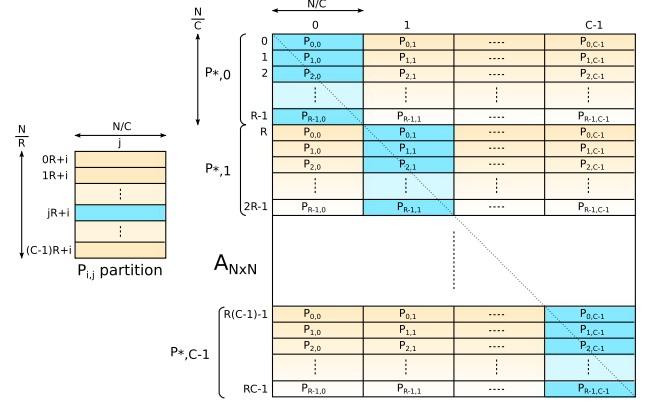 N/C
N
C
0 1 C-1
0 P0,0 P0,1 ---- P0,C-1
1 P1,0 P1,1 ---- P1,C-1
P*,0
2 P2,0 P2,1 ---- P2,C-1
R-1 PR-1,0 PR-1,1 ---- PR-1,C-1
R P0,0 P0,1 ---- P0,C-1
P1,0 P1,1 ---- P1,C-1
P*,1
P2,0 P2,1 ---- P2,C-1
2R-1 PR-1,0 PR-1,1 ---- PR-1,C-1
N/C
N
R
j
0R+i
1R+i
jR+i
(C-1)R+i
Pi,j partition
ANxN
R(C-1)-1 P0,0 P0,1 ---- P0,C-1
P1,0 P1,1 ---- P1,C-1
P*,C-1
P2,0 P2,1 ---- P2,C-1
RC-1 PR-1,0 PR-1,1 ---- PR-1,C-1